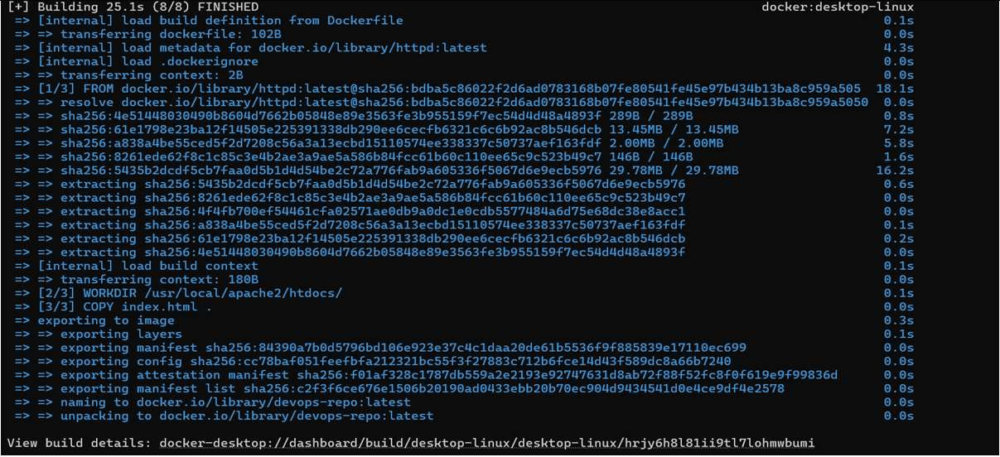 [+] Building 25.1s (8/8) FINISHED docker:desktop-linux
=> [internal] load build definition from Dockerfile 0.1s
=> => transferring dockerfile: 102B 0.0s
=> [internal] load metadata for docker.io/library/httpd:latest 4.3s
=> [internal] load .dockerignore 0.0s
=> => transferring context: 2B 0.0s
=> [1/3] FROM docker.io/library/httpd:latest@sha256:bdba5c86022f2d6ad0783168b07fe80541fe45e97b434b13ba8c959a505 18.1s
=> => resolve docker.io/library/httpd:latest@sha256:bdba5c86022f2d6ad0783168b07fe80541fe45e97b434b13ba8c959a5050 0.0s
=> => sha256:4e51448030490b8604d7662b05848e89e3563fe3b955159f7ec54d4d48a4893f 289B / 289B 0.8s
=> => sha256:61e1798e23ba12f14505e225391338db290ee6cecfb6321c6c6b92ac8b546dcb 13.45MB / 13.45MB 7.2s
=> => sha256:a838a4be55ced5f2d7208c56a3a13ecbd15110574ee338337c50737aef163fdf 2.00MB / 2.00MB 5.8s
=> => sha256:8261ede62f8c1c85c3e4b2ae3a9ae5a586b84fcc61b60c110ee65c9c523b49c7 146B / 146B 1.6s
=> => sha256:5435b2dcdf5cb7faa0d5b1d4d54be2c72a776fab9a605336f5067d6e9ecb5976 29.78MB / 29.78MB 16.2s
=> => extracting sha256:5435b2dcdf5cb7faa0d5b1d4d54be2c72a776fab9a605336f5067d6e9ecb5976 0.6s
=> => extracting sha256:8261ede62f8c1c85c3e4b2ae3a9ae5a586b84fcc61b60c110ee65c9c523b49c7 0.0s
=> => extracting sha256:4f4fb700ef54461cfa02571ae0db9a0dc1e0cdb5577484a6d75e68dc38e8acc1 0.0s
=> => extracting sha256:a838a4be55ced5f2d7208c56a3a13ecbd15110574ee338337c50737aef163fdf 0.1s
=> => extracting sha256:61e1798e23ba12f14505e225391338db290ee6cecfb6321c6c6b92ac8b546dcb 0.2s
=> => extracting sha256:4e51448030490b8604d7662b05848e89e3563fe3b955159f7ec54d4d48a4893f 0.0s
=> [internal] load build context 0.1s
=> => transferring context: 180B 0.0s
=> [2/3] WORKDIR /usr/local/apache2/htdocs/ 0.1s
=> [3/3] COPY index.html . 0.0s
=> exporting to image 0.3s
=> => exporting layers 0.1s
=> => exporting manifest sha256:84390a7b0d5796bd106e923e37c4c1daa20de61b5536f9f885839e17110ec699 0.0s
=> => exporting config sha256:cc78baf051feefbfa212321bc55f3f27883c712b6fce14d43f589dc8a66b7240 0.0s
=> => exporting attestation manifest sha256:f01af328c1787db559a2e2193e92747631d8ab72f88f52fc8f0f619e9f99836d 0.0s
=> => exporting manifest list sha256:c2f3f6ce676e1506b20190ad0433ebb20b70ec904d9434541d0e4ce9df4e2578 0.0s
=> => naming to docker.io/library/devops-repo:latest 0.0s
=> => unpacking to docker.io/library/devops-repo:latest 0.0s
View build details: docker-desktop://dashboard/build/desktop-linux/desktop-linux/hrjy6h8l81ii9tl7lohmwbumi